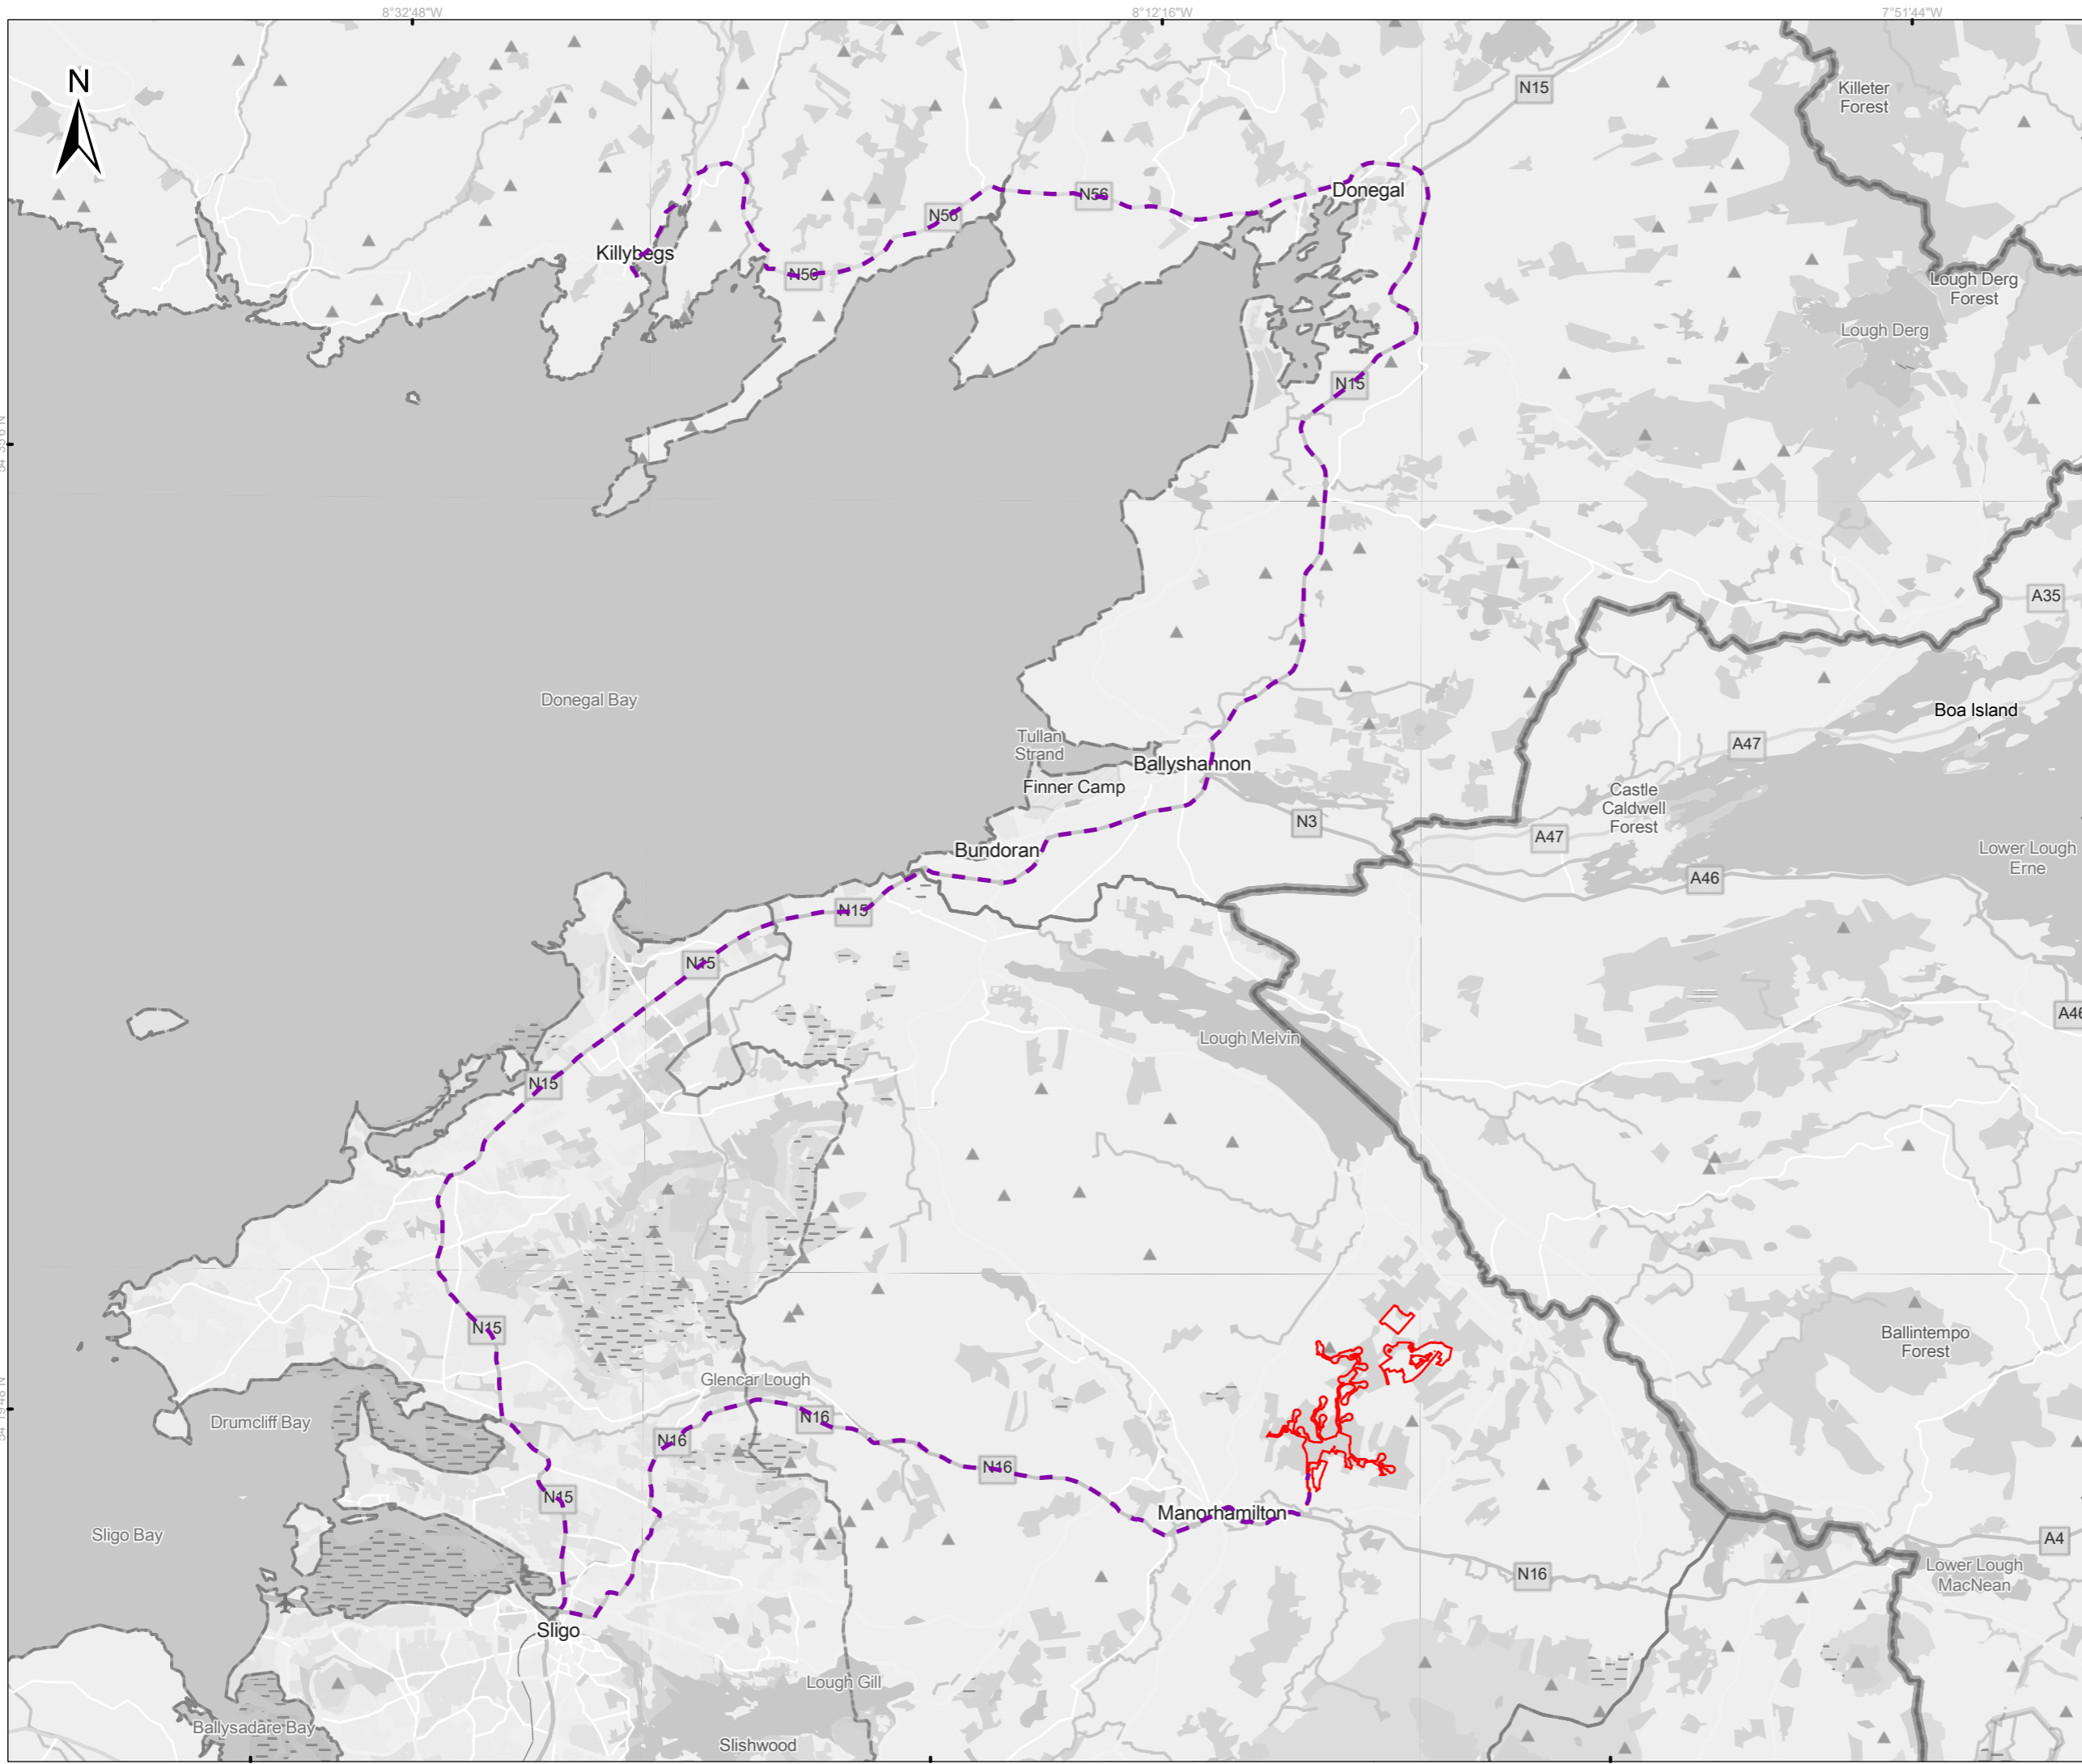 8°32'48"W
8°12'16"W
7°51'44"W
N
N15
Killeter
Forest
Donegal
N56
N56
Killybegs
N56
Lough Derg
Forest
Lough Derg
N15
A35
Donegal Bay
Boa Island
Tullan
Strand
A47
Ballyshannon
Finner Camp
Castle
Caldwell
Forest
N3
A47
Bundoran
Lower Lough
Erne
A46
N15
N15
A46
Lough Melvin
N15
N15
Ballintempo
Forest
Glencar Lough
Drumcliff Bay
N16
N16
N16
N15
Manorhamilton
Sligo Bay
A4
N16
Lower Lough
MacNean
Sligo
Lough Gill
Ballysadare Bay
Slishwood